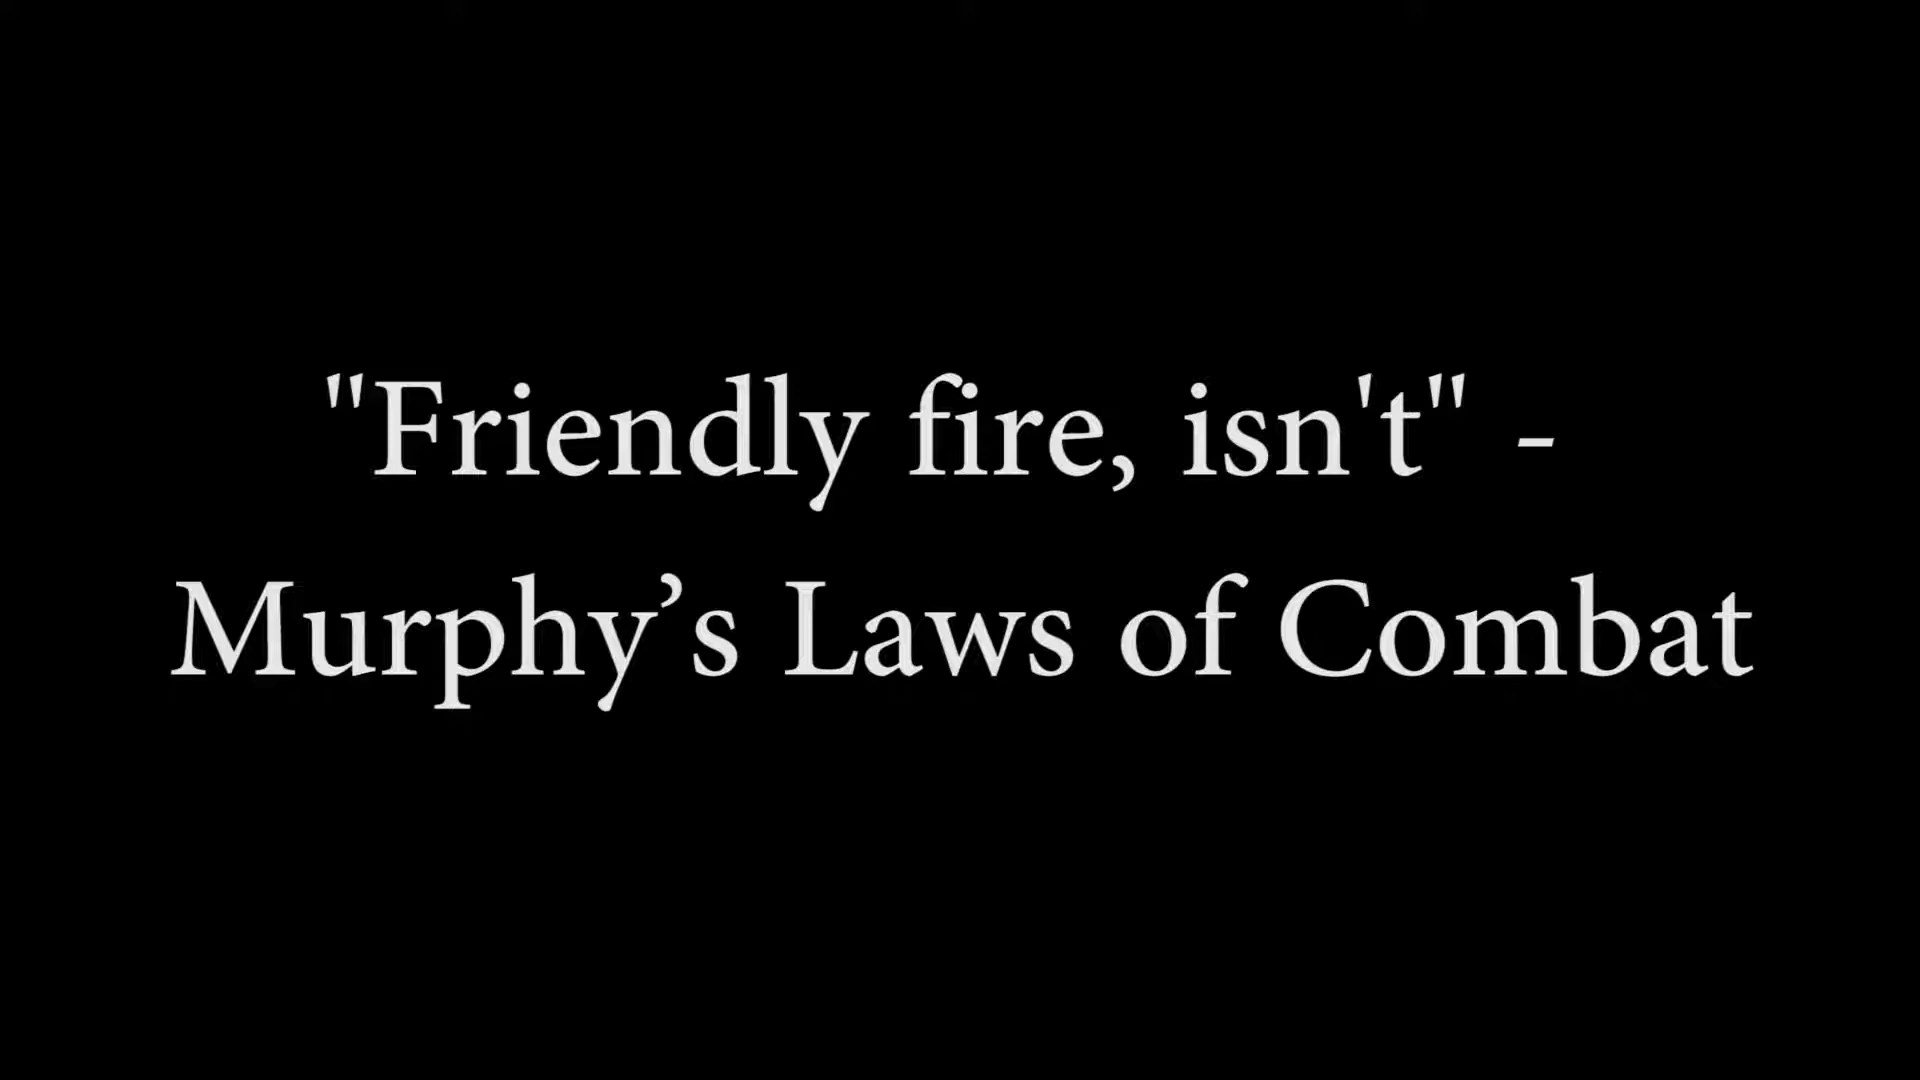 "Friendly fire, isn't" -
Murphy’s Laws of Combat